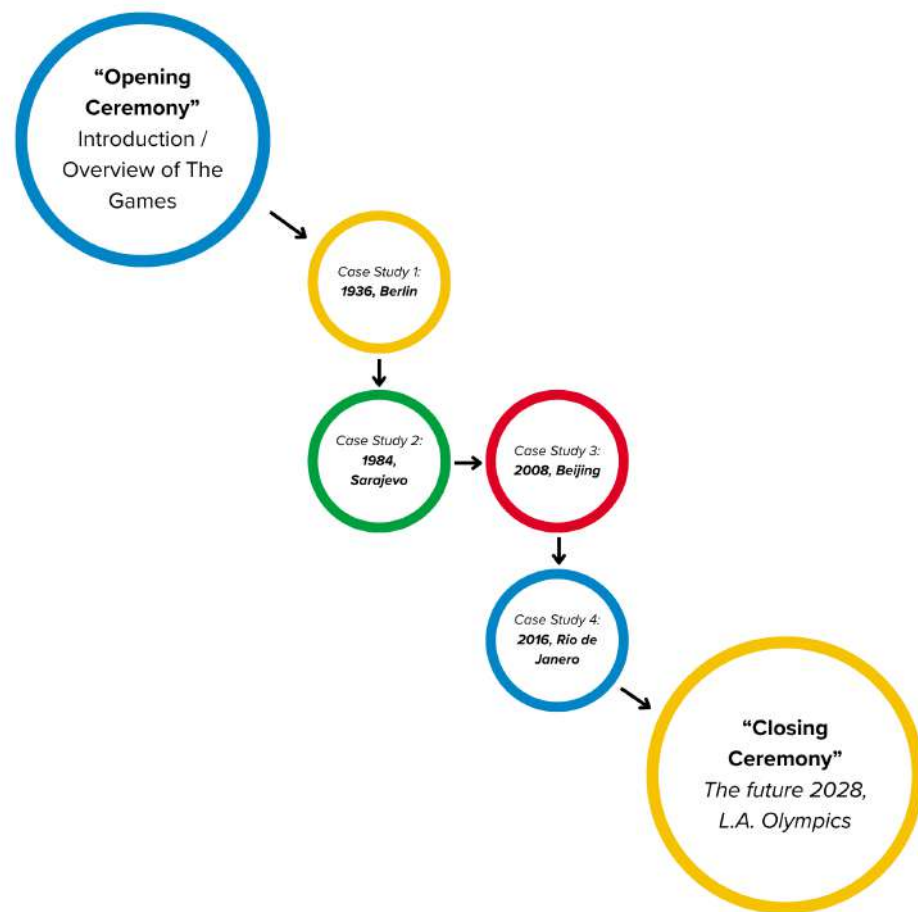 “Opening
Ceremony”
Introduction /
Overview of The
Games
Case Study 1:
1936, Berlin
Case Study 2:
1984,
Sarajevo
Case Study 3:
2008, Beijing
Case Study 4:
2016, Rio de
Janero
“Closing
Ceremony”
The future 2028,
L.A. Olympics